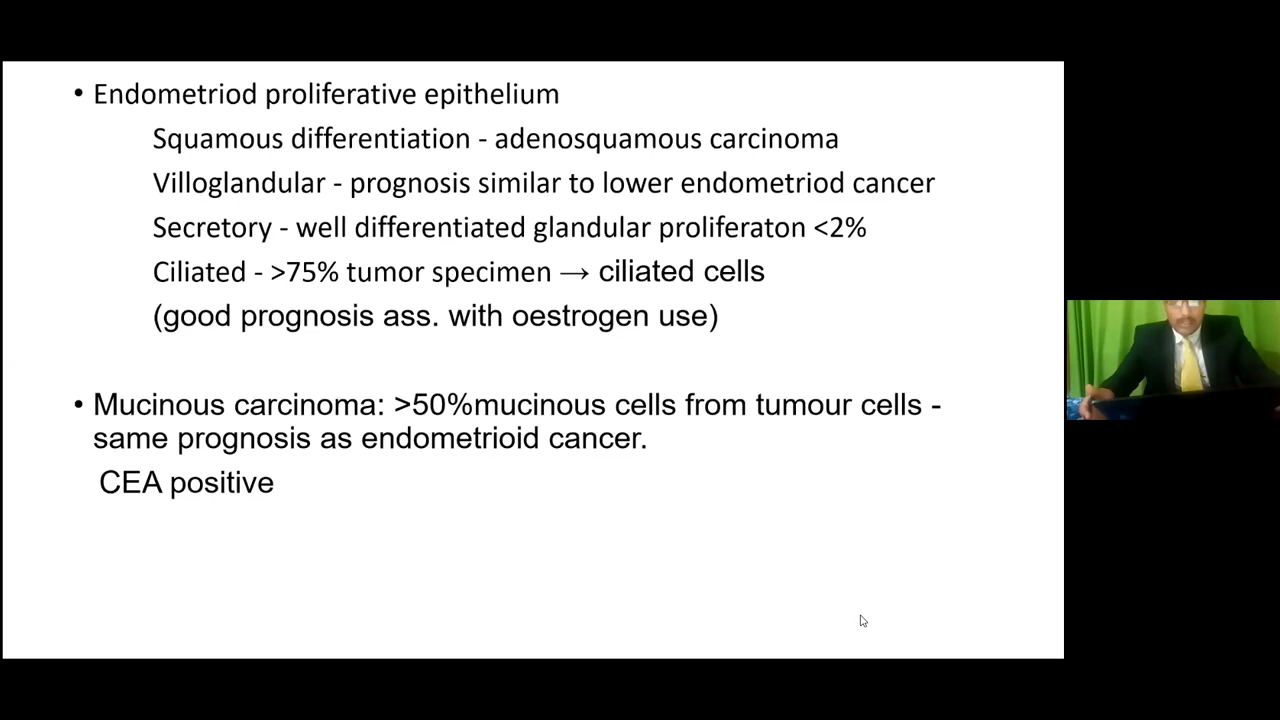 • Endometriod proliferative epithelium
Squamous differentiation - adenosquamous carcinoma
Villoglandular - prognosis similar to lower endometriod cancer
Secretory - well differentiated glandular proliferaton <2%
Ciliated - >75% tumor specimen → ciliated cells
(good prognosis ass. with oestrogen use)
• Mucinous carcinoma: >50%mucinous cells from tumour cells -
same prognosis as endometrioid cancer.
CEA positive